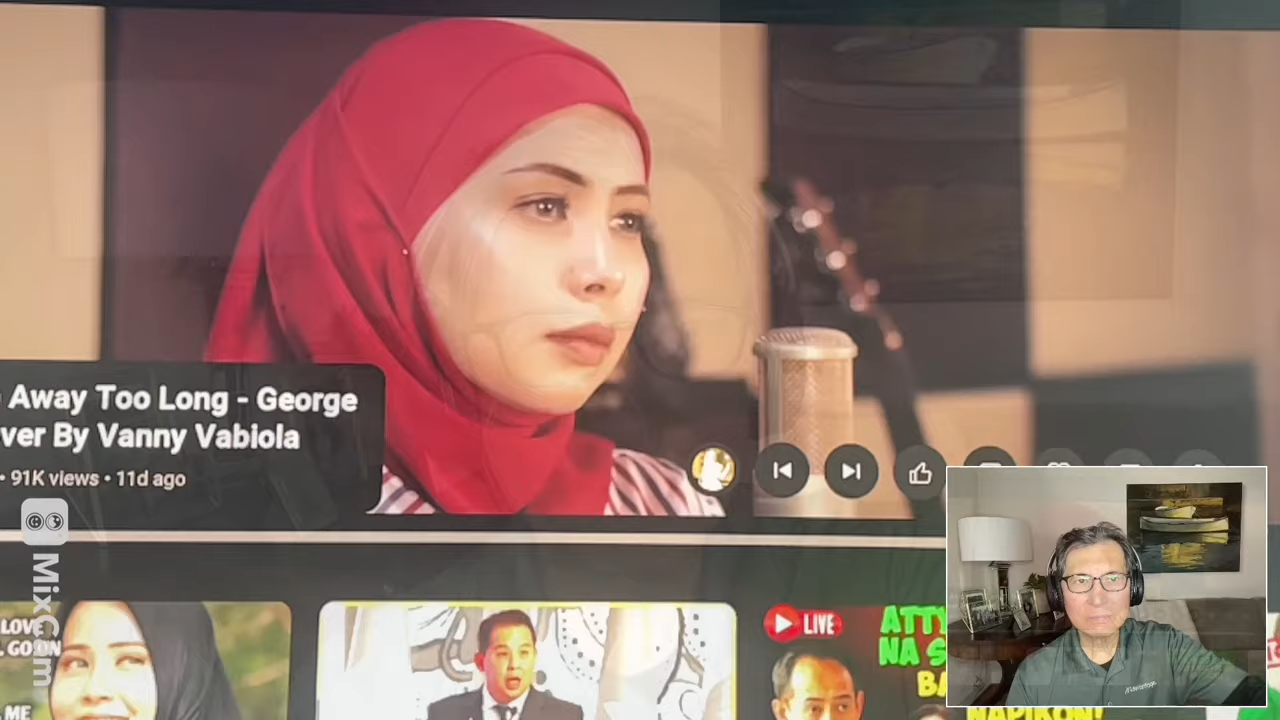 Away Too Long - George
ver By Vanny Vabiola
• 91K views • 11d ago
MixCam
LOVE
GO ON
ME
LIVE
ATTY
NA S
BA
NAPIKON!